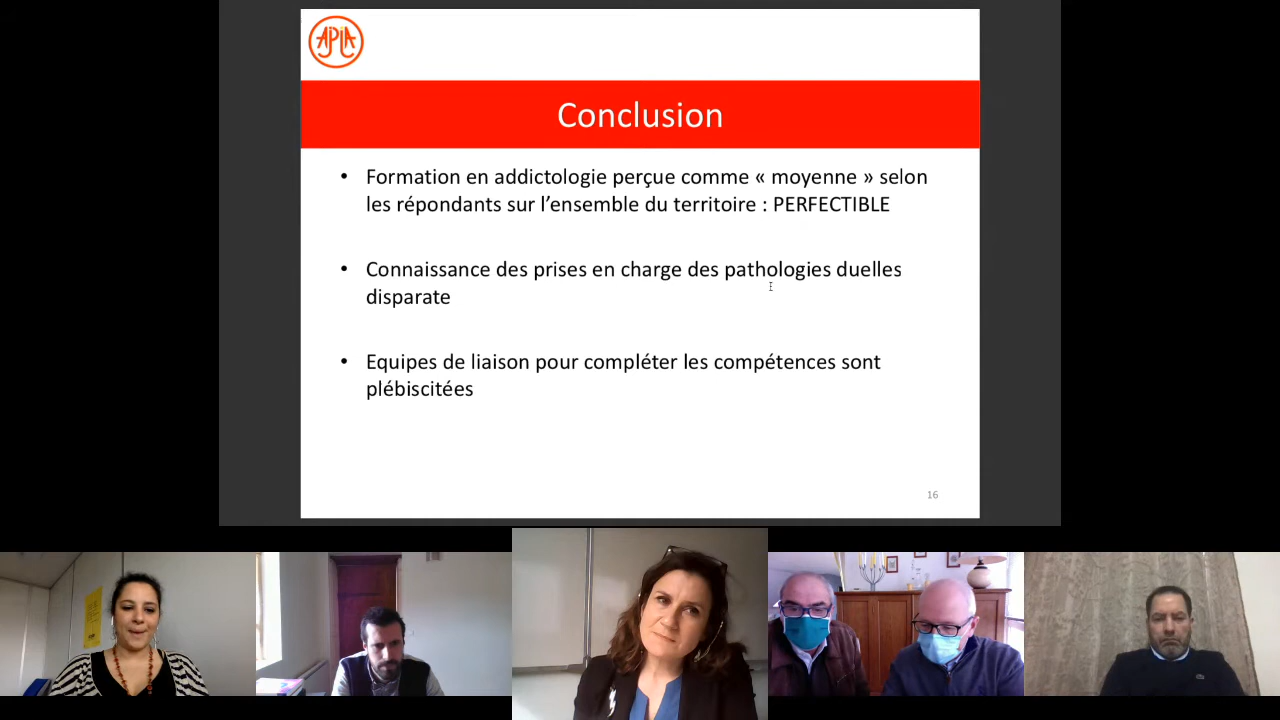 AJPJA
Conclusion
• Formation en addictologie perçue comme « moyenne » selon
les répondants sur l’ensemble du territoire : PERFECTIBLE
• Connaissance des prises en charge des pathologies duelles
disparate
• Equipes de liaison pour compléter les compétences sont
plébiscitées
16